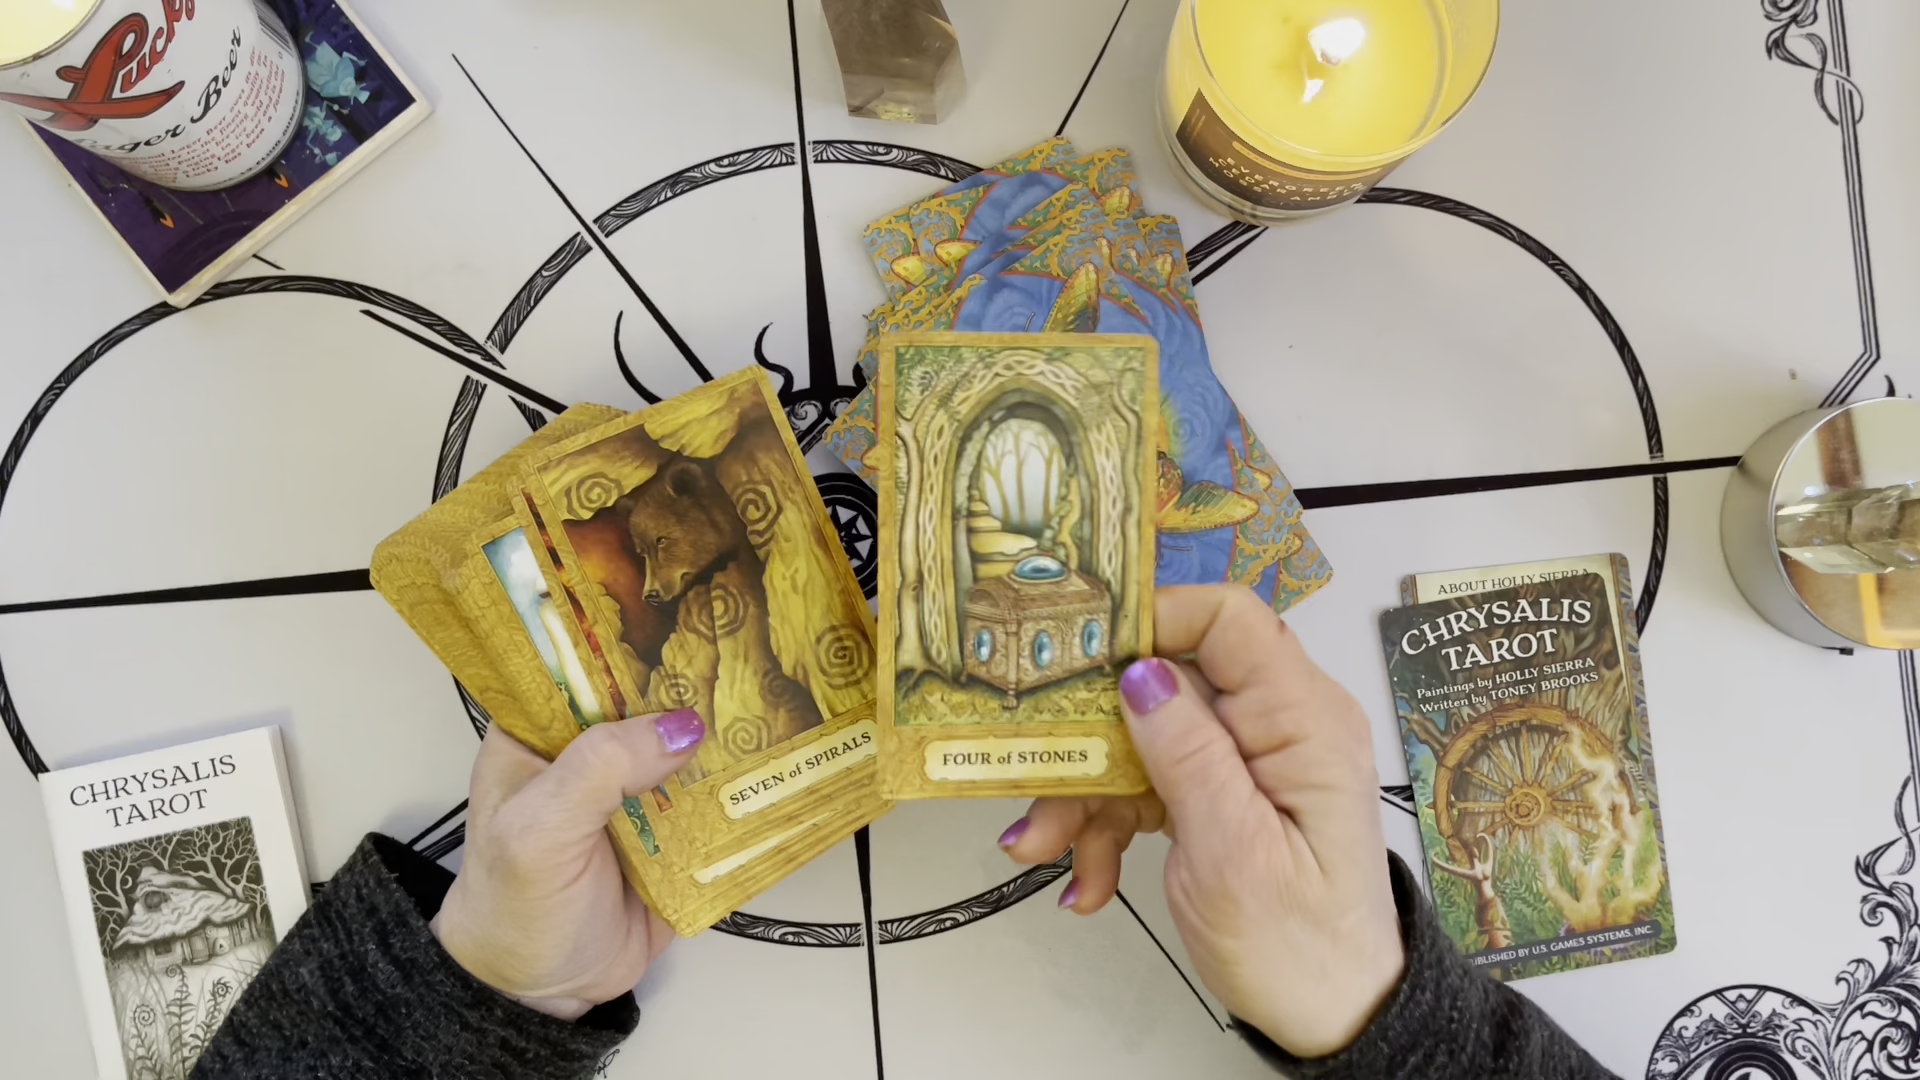 Lucky
Lager Beer
EVERGREEN
CHRYSALIS
TAROT
SEVEN of SPIRALS
FOUR of STONES
ABOUT HOLLY SIERRA
CHRYSALIS
TAROT
Paintings by HOLLY SIERRA
Written by TONEY BROOKS
PUBLISHED BY U.S. GAMES SYSTEMS, INC.